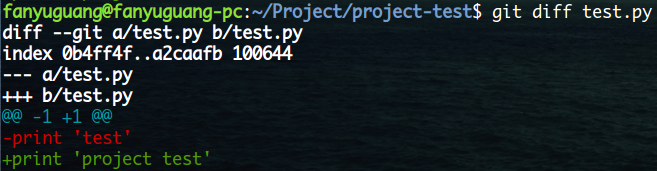 fanyuguang@fanyuguang-pc:~/Project/project-test$ git diff test.py
diff --git a/test.py b/test.py
index 0b4ff4f..a2caafb 100644
--- a/test.py
+++ b/test.py
@@ -1 +1 @@
-print 'test'
+print 'project test'